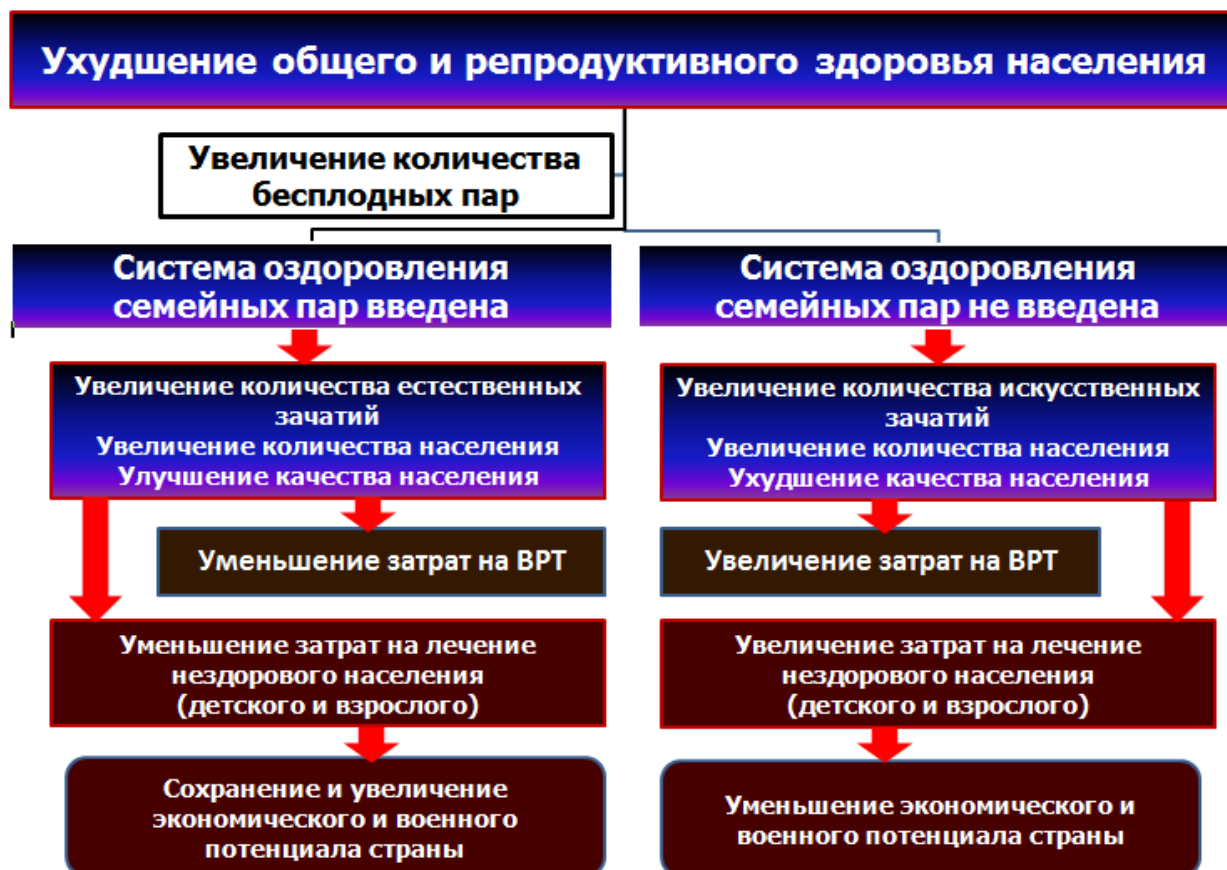 Ухудшение общего и репродуктивного здоровья населения
Увеличение количества
бесплодных пар
Система оздоровления
семейных пар введена
Увеличение количества естественных
зачатий
Увеличение количества населения
Улучшение качества населения
Уменьшение затрат на ВРТ
Уменьшение затрат на лечение
нездорового населения
(детского и взрослого)
Сохранение и увеличение
экономического и военного
потенциала страны
Система оздоровления
семейных пар не введена
Увеличение количества искусственных
зачатий
Увеличение количества населения
Ухудшение качества населения
Увеличение затрат на ВРТ
Увеличение затрат на лечение
нездорового населения
(детского и взрослого)
Уменьшение экономического и
военного потенциала страны